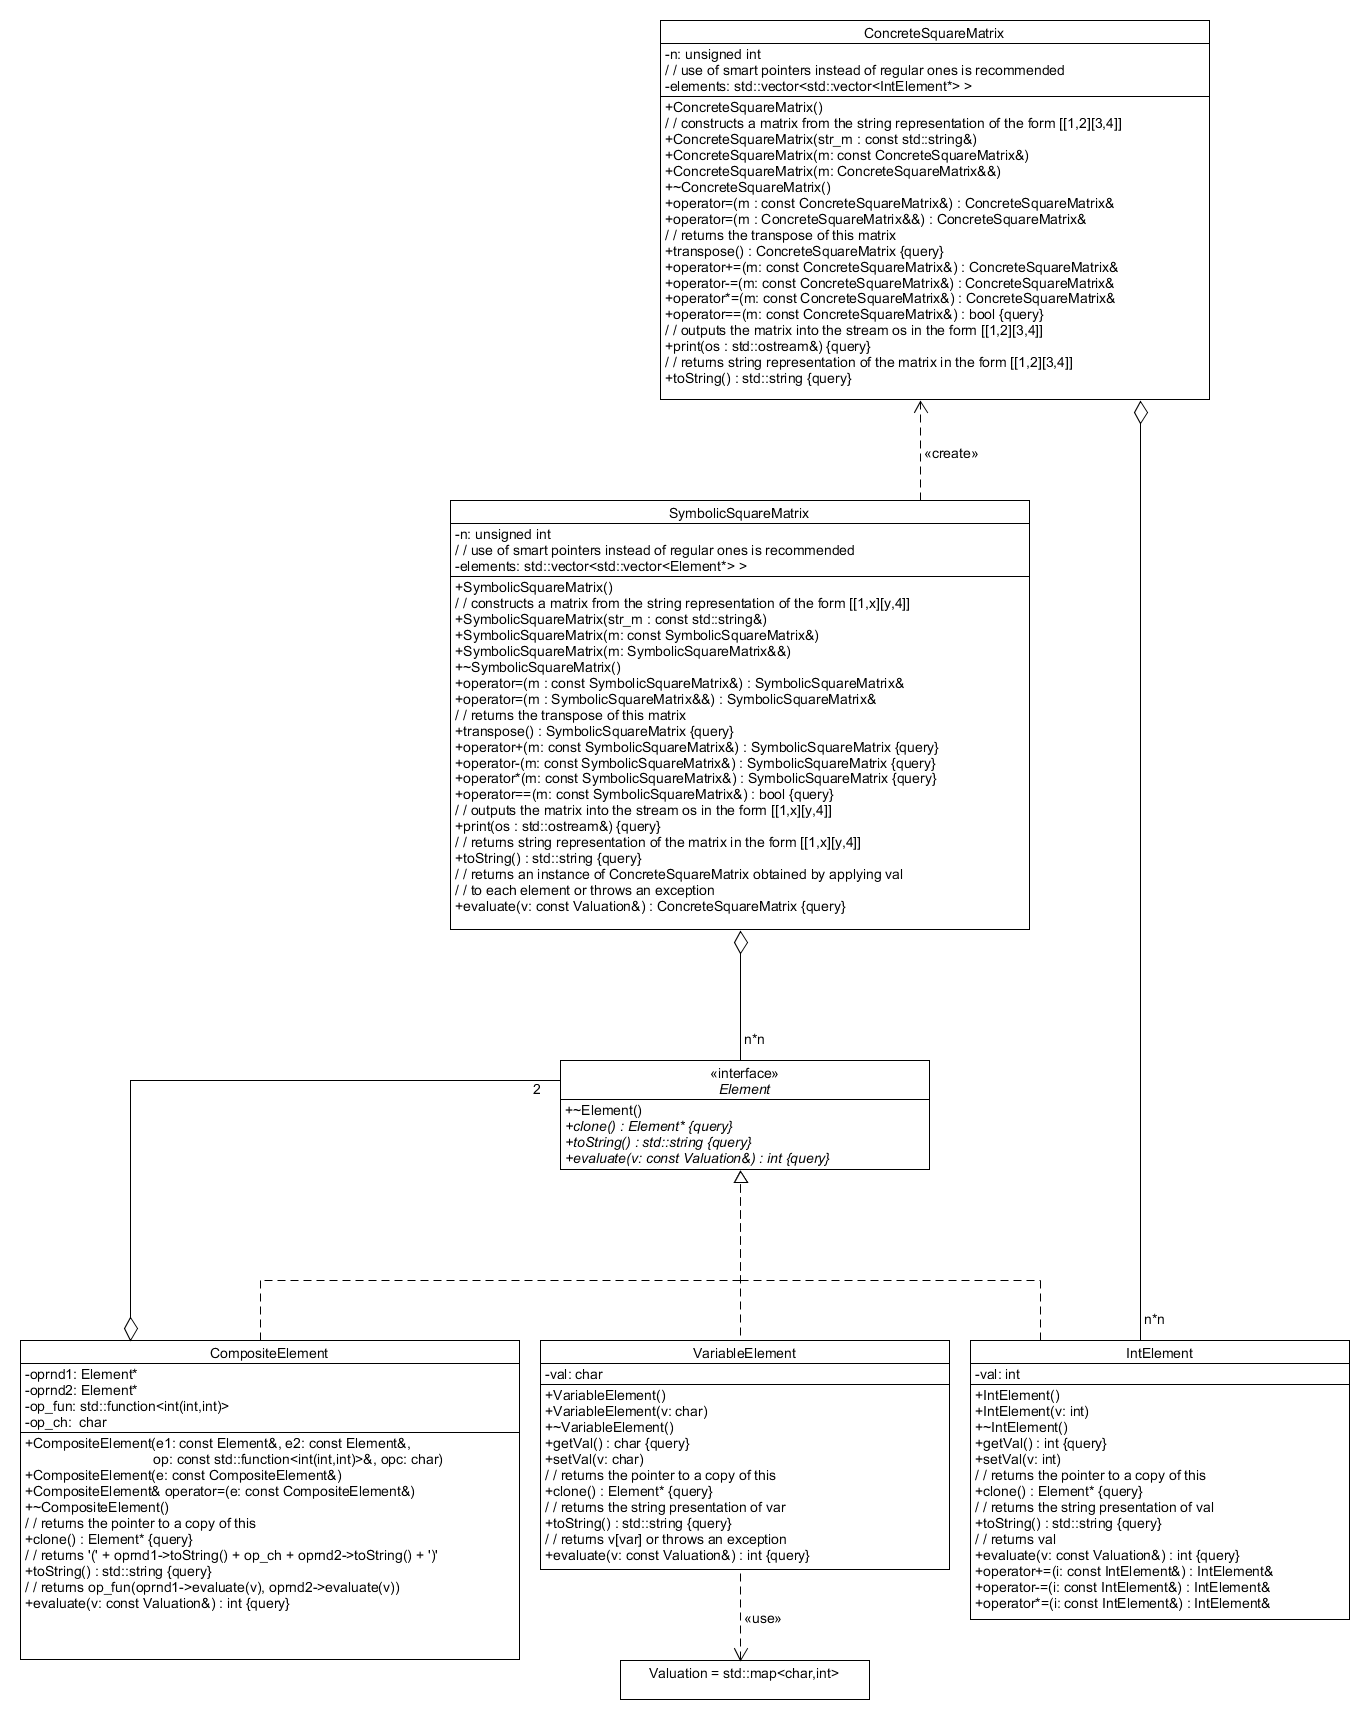 ConcreteSquareMatrix
-n: unsigned int
/ / use of smart pointers instead of regular ones is recommended
-elements: std::vector<std::vector<IntElement*> >
+ConcreteSquareMatrix()
/ / constructs a matrix from the string representation of the form [[1,2][3,4]]
+ConcreteSquareMatrix(str_m : const std::string&)
+ConcreteSquareMatrix(m: const ConcreteSquareMatrix&)
+ConcreteSquareMatrix(m: ConcreteSquareMatrix&&)
+~ConcreteSquareMatrix()
+operator=(m : const ConcreteSquareMatrix&) : ConcreteSquareMatrix&
+operator=(m : ConcreteSquareMatrix&&) : ConcreteSquareMatrix&
/ / returns the transpose of this matrix
+transpose() : ConcreteSquareMatrix {query}
+operator+=(m: const ConcreteSquareMatrix&) : ConcreteSquareMatrix&
+operator-=(m: const ConcreteSquareMatrix&) : ConcreteSquareMatrix&
+operator*=(m: const ConcreteSquareMatrix&) : ConcreteSquareMatrix&
+operator==(m: const ConcreteSquareMatrix&) : bool {query}
/ / outputs the matrix into the stream os in the form [[1,2][3,4]]
+print(os : std::ostream&) {query}
/ / returns string representation of the matrix in the form [[1,2][3,4]]
+toString() : std::string {query}
«create»
SymbolicSquareMatrix
-n: unsigned int
/ / use of smart pointers instead of regular ones is recommended
-elements: std::vector<std::vector<Element*> >
+SymbolicSquareMatrix()
/ / constructs a matrix from the string representation of the form [[1,x][y,4]]
+SymbolicSquareMatrix(str_m : const std::string&)
+SymbolicSquareMatrix(m: const SymbolicSquareMatrix&)
+SymbolicSquareMatrix(m: SymbolicSquareMatrix&&)
+~SymbolicSquareMatrix()
+operator=(m : const SymbolicSquareMatrix&) : SymbolicSquareMatrix&
+operator=(m : SymbolicSquareMatrix&&) : SymbolicSquareMatrix&
/ / returns the transpose of this matrix
+transpose() : SymbolicSquareMatrix {query}
+operator+(m: const SymbolicSquareMatrix&) : SymbolicSquareMatrix {query}
+operator-(m: const SymbolicSquareMatrix&) : SymbolicSquareMatrix {query}
+operator*(m: const SymbolicSquareMatrix&) : SymbolicSquareMatrix {query}
+operator==(m: const SymbolicSquareMatrix&) : bool {query}
/ / outputs the matrix into the stream os in the form [[1,x][y,4]]
+print(os : std::ostream&) {query}
/ / returns string representation of the matrix in the form [[1,x][y,4]]
+toString() : std::string {query}
/ / returns an instance of ConcreteSquareMatrix obtained by applying val
/ / to each element or throws an exception
+evaluate(v: const Valuation&) : ConcreteSquareMatrix {query}
n*n
«interface»
Element
+~Element()
+clone() : Element* {query}
+toString() : std::string {query}
+evaluate(v: const Valuation&) : int {query}
2
n*n
CompositeElement
-oprnd1: Element*
-oprnd2: Element*
-op_fun: std::function<int(int,int)>
-op_ch:  char
+CompositeElement(e1: const Element&, e2: const Element&,
op: const std::function<int(int,int)>&, opc: char)
+CompositeElement(e: const CompositeElement&)
+CompositeElement& operator=(e: const CompositeElement&)
+~CompositeElement()
/ / returns the pointer to a copy of this
+clone() : Element* {query}
/ / returns '(' + oprnd1->toString() + op_ch + oprnd2->toString() + ')'
+toString() : std::string {query}
/ / returns op_fun(oprnd1->evaluate(v), oprnd2->evaluate(v))
+evaluate(v: const Valuation&) : int {query}
VariableElement
-val: char
+VariableElement()
+VariableElement(v: char)
+~VariableElement()
+getVal() : char {query}
+setVal(v: char)
/ / returns the pointer to a copy of this
+clone() : Element* {query}
/ / returns the string presentation of var
+toString() : std::string {query}
/ / returns v[var] or throws an exception
+evaluate(v: const Valuation&) : int {query}
IntElement
-val: int
+IntElement()
+IntElement(v: int)
+~IntElement()
+getVal() : int {query}
+setVal(v: int)
/ / returns the pointer to a copy of this
+clone() : Element* {query}
/ / returns the string presentation of val
+toString() : std::string {query}
/ / returns val
+evaluate(v: const Valuation&) : int {query}
+operator+=(i: const IntElement&) : IntElement&
+operator-=(i: const IntElement&) : IntElement&
+operator*=(i: const IntElement&) : IntElement&
«use»
Valuation = std::map<char,int>